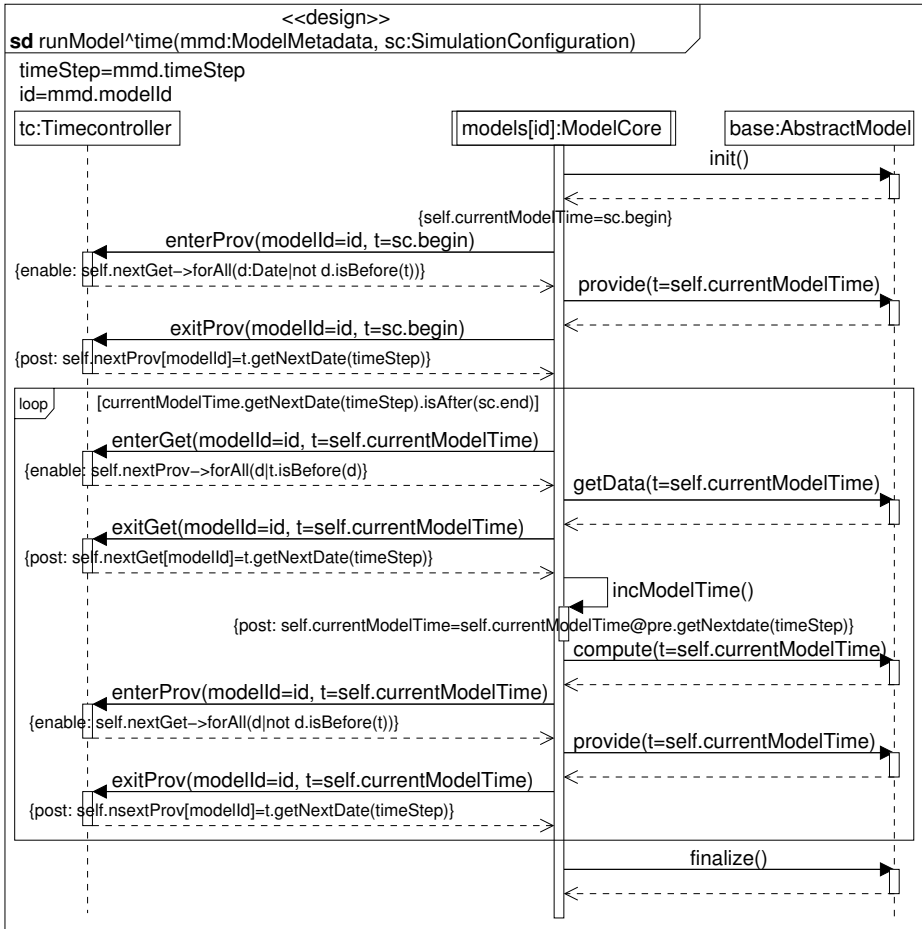 <<design>>
sd runModel^time(mmd:ModelMetadata, sc:SimulationConfiguration)
timeStep=mmd.timeStep
id=mmd.modelId
tc:Timecontroller
models[id]:ModelCore
base:AbstractModel
init()
{self.currentModelTime=sc.begin}
enterProv(modelId=id, t=sc.begin)
{enable: self.nextGet->forAll(d:Date|not d.isBefore(t))}
provide(t=self.currentModelTime)
exitProv(modelId=id, t=sc.begin)
{post: self.nextProv[modelId]=t.getNextDate(timeStep)}
loop
[currentModelTime.getNextDate(timeStep).isAfter(sc.end)]
enterGet(modelId=id, t=self.currentModelTime)
{enable: self.nextProv->forAll(d|t.isBefore(d)}
getData(t=self.currentModelTime)
exitGet(modelId=id, t=self.currentModelTime)
{post: self.nextGet[modelId]=t.getNextDate(timeStep)}
incModelTime()
{post: self.currentModelTime=self.currentModelTime@pre.getNextdate(timeStep)}
compute(t=self.currentModelTime)
enterProv(modelId=id, t=self.currentModelTime)
{enable: self.nextGet->forAll(d|not d.isBefore(t))}
provide(t=self.currentModelTime)
exitProv(modelId=id, t=self.currentModelTime)
{post: self.nsextProv[modelId]=t.getNextDate(timeStep)}
finalize()